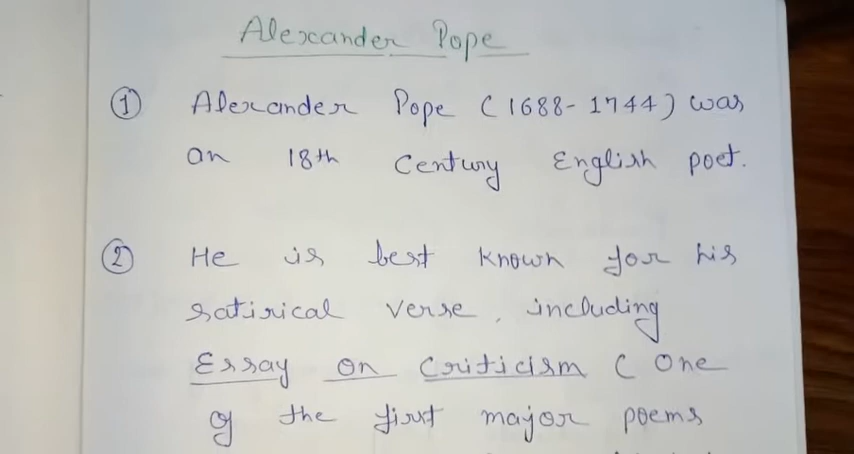 Alexander Pope
① Alexander Pope (1688-1744) was
an 18th Century English poet.
② He is best known for his
satirical verse, including
Essay on Criticism ( One
of the first major poems